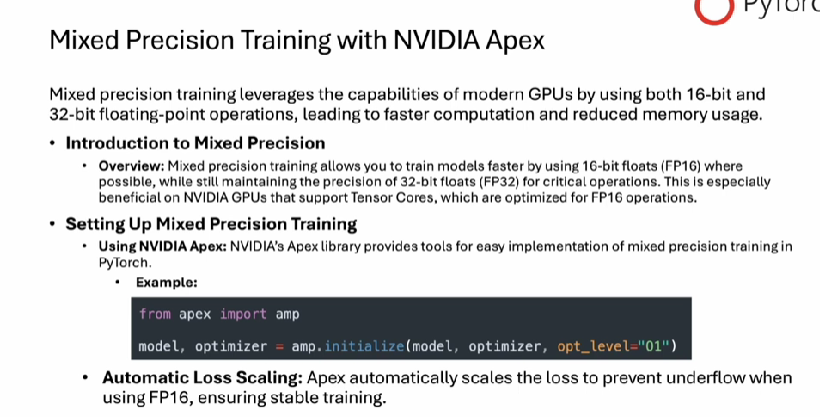 PyTorc
Mixed Precision Training with NVIDIA Apex
Mixed precision training leverages the capabilities of modern GPUs by using both 16-bit and
32-bit floating-point operations, leading to faster computation and reduced memory usage.
• Introduction to Mixed Precision
• Overview: Mixed precision training allows you to train models faster by using 16-bit floats (FP16) where
possible, while still maintaining the precision of 32-bit floats (FP32) for critical operations. This is especially
beneficial on NVIDIA GPUs that support Tensor Cores, which are optimized for FP16 operations.
• Setting Up Mixed Precision Training
• Using NVIDIA Apex: NVIDIA's Apex library provides tools for easy implementation of mixed precision training in
PyTorch.
• Example:
from apex import amp
model, optimizer = amp.initialize(model, optimizer, opt_level="O1")
• Automatic Loss Scaling: Apex automatically scales the loss to prevent underflow when
using FP16, ensuring stable training.